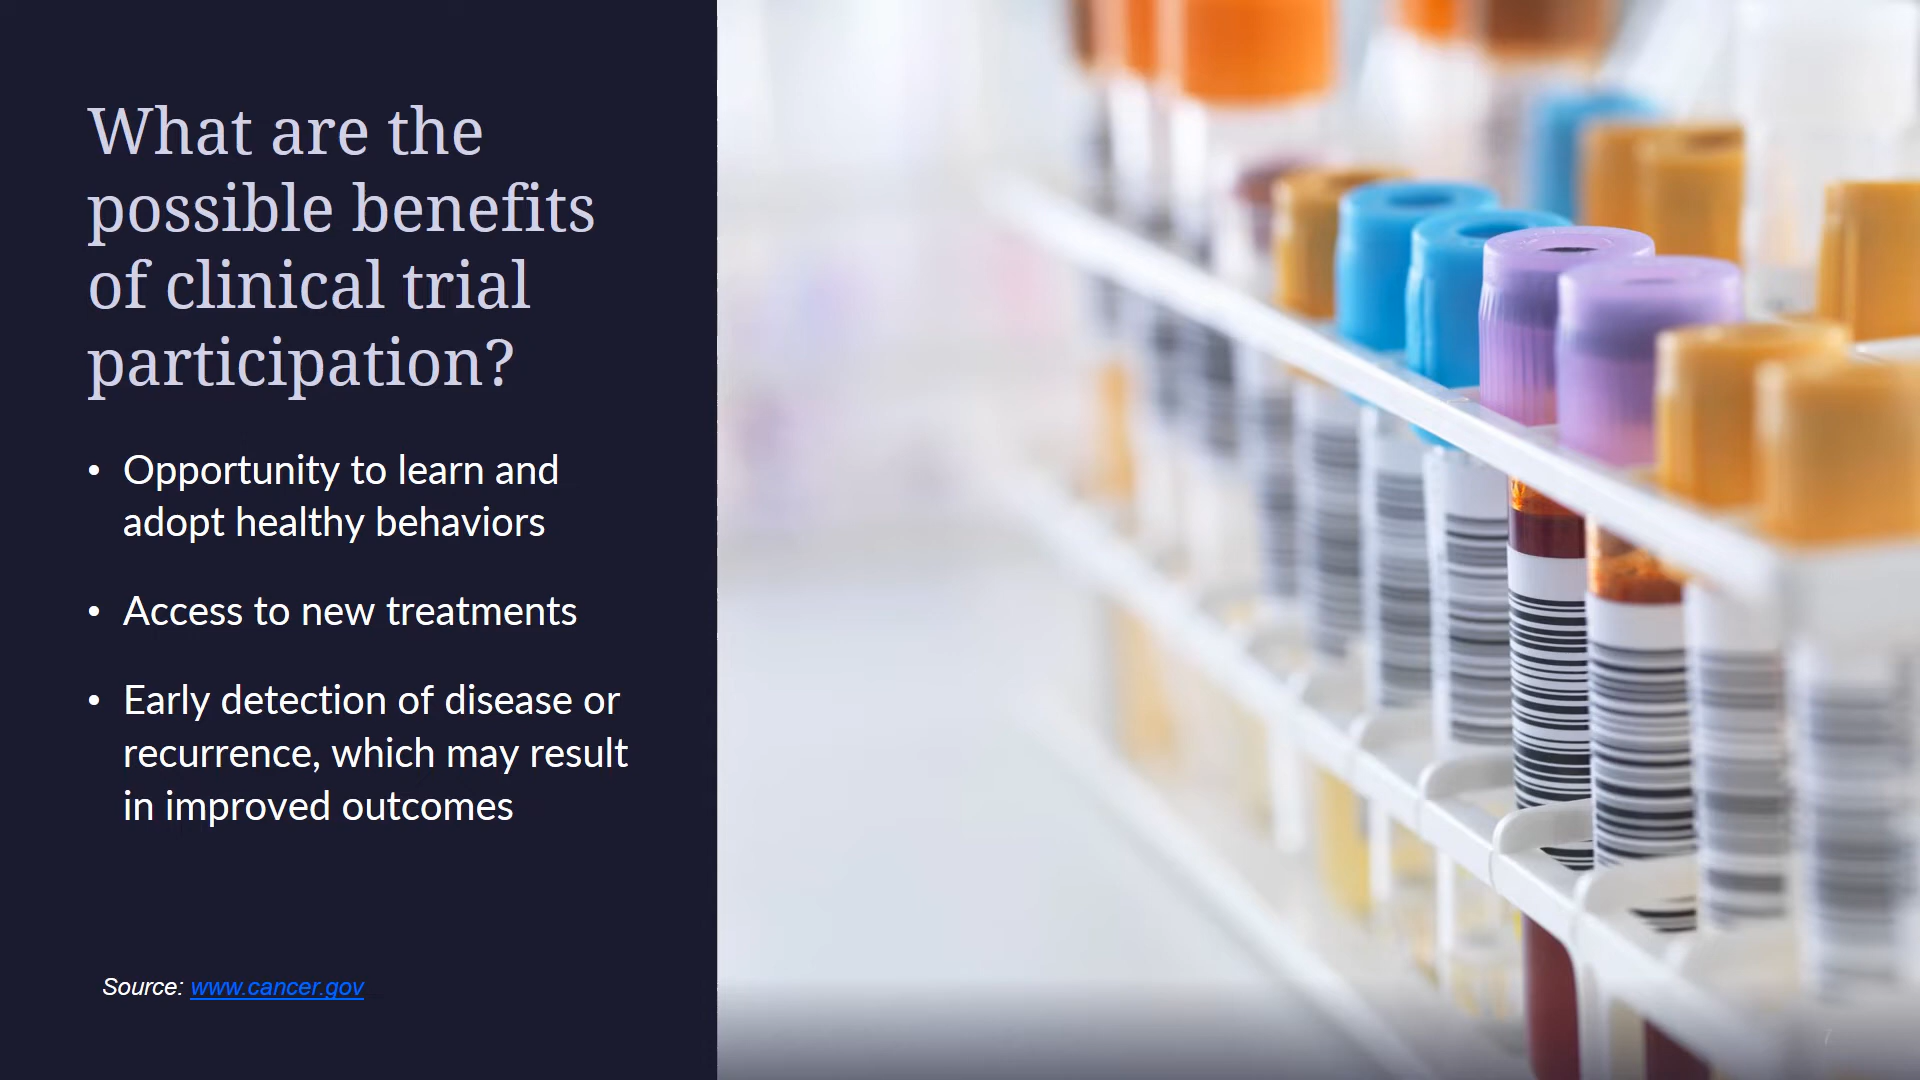 What are the
possible benefits
of clinical trial
participation?
• Opportunity to learn and
adopt healthy behaviors
• Access to new treatments
• Early detection of disease or
recurrence, which may result
in improved outcomes
Source: www.cancer.gov
7